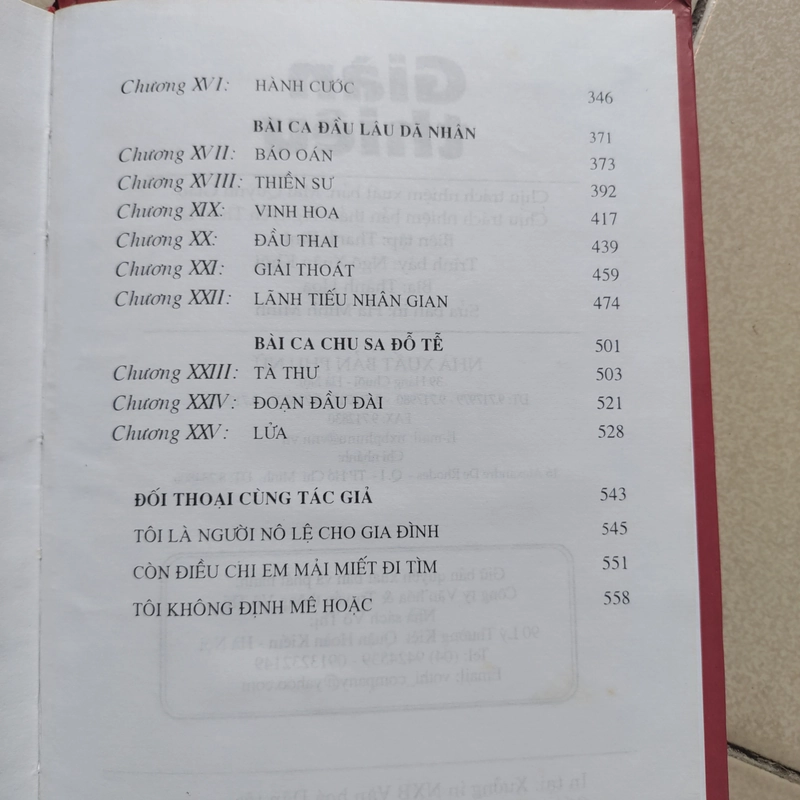 Chương XVI: HÀNH CƯỚC 346
BÀI CA ĐẦU LÂU DÃ NHÂN 371
Chương XVII: BÁO OÁN 373
Chương XVIII: THIỀN SƯ 392
Chương XIX: VINH HOA 417
Chương XX: ĐẦU THAI 439
Chương XXI: GIẢI THOÁT 459
Chương XXII: LÃNH TIẾU NHÂN GIAN 474
BÀI CA CHU SA ĐỒ TỄ 501
Chương XXIII: TÀ THƯ 503
Chương XXIV: ĐOẠN ĐẦU ĐÀI 521
Chương XXV: LỬA 528
ĐỐI THOẠI CÙNG TÁC GIẢ 543
TÔI LÀ NGƯỜI NÔ LỆ CHO GIA ĐÌNH 545
CÒN ĐIỀU CHI EM MẢI MIẾT ĐI TÌM 551
TÔI KHÔNG ĐỊNH MÊ HOẶC 558